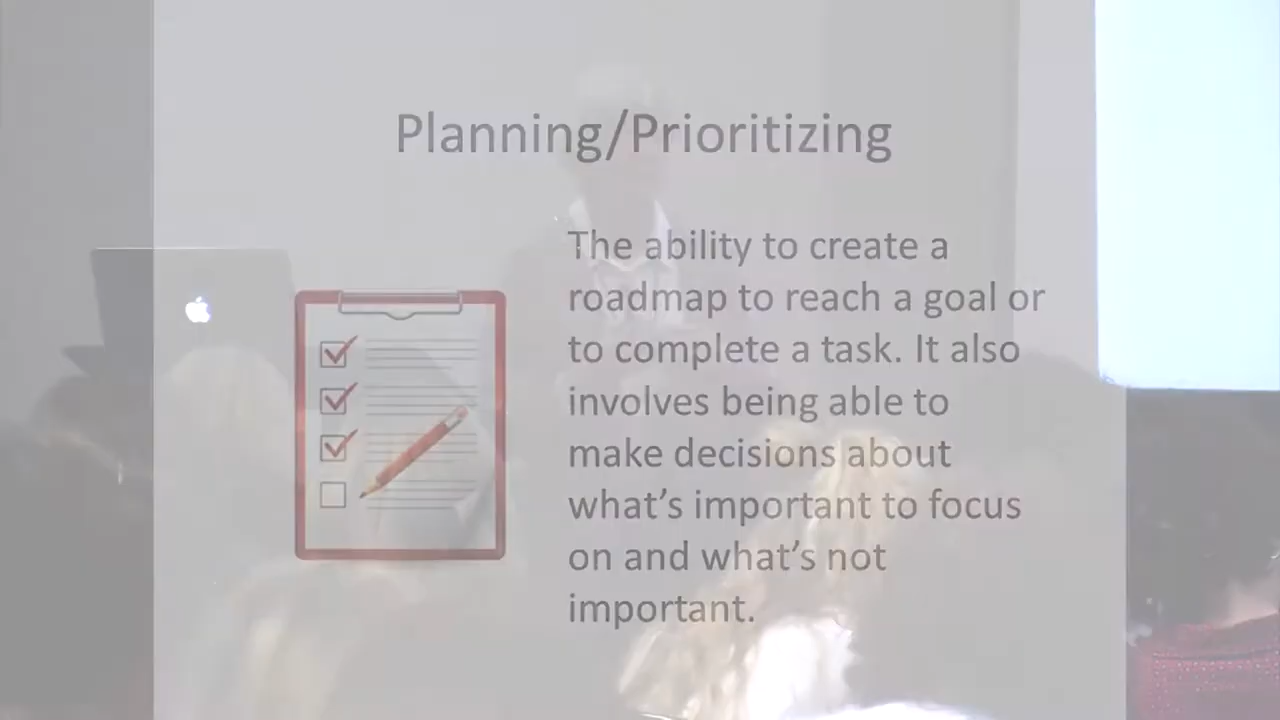 Planning/Prioritizing
The ability to create a
roadmap to reach a goal or
to complete a task. It also
involves being able to
make decisions about
what’s important to focus
on and what’s not
important.